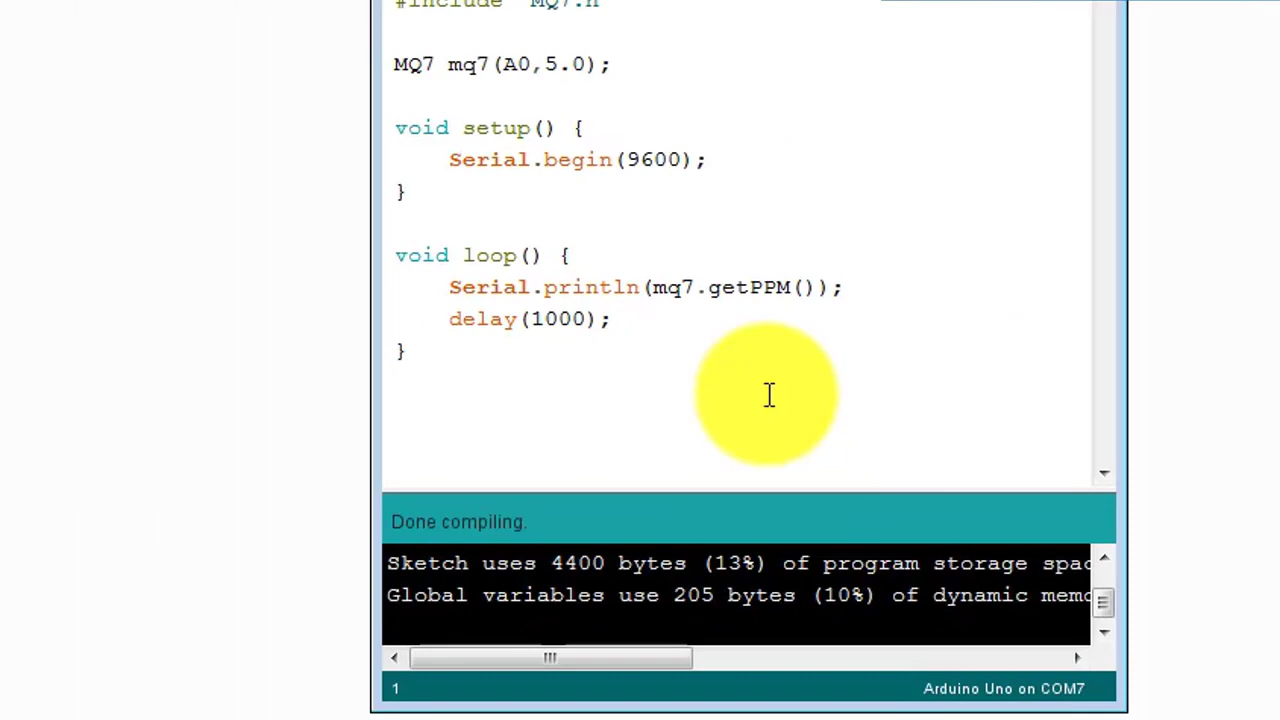 #include "MQ7.h"
MQ7 mq7(A0,5.0);
void setup() {
Serial.begin(9600);
}
void loop() {
Serial.println(mq7.getPPM());
delay(1000);
}
Done compiling.
Sketch uses 4400 bytes (13%) of program storage spac
Global variables use 205 bytes (10%) of dynamic memo
1
Arduino Uno on COM7